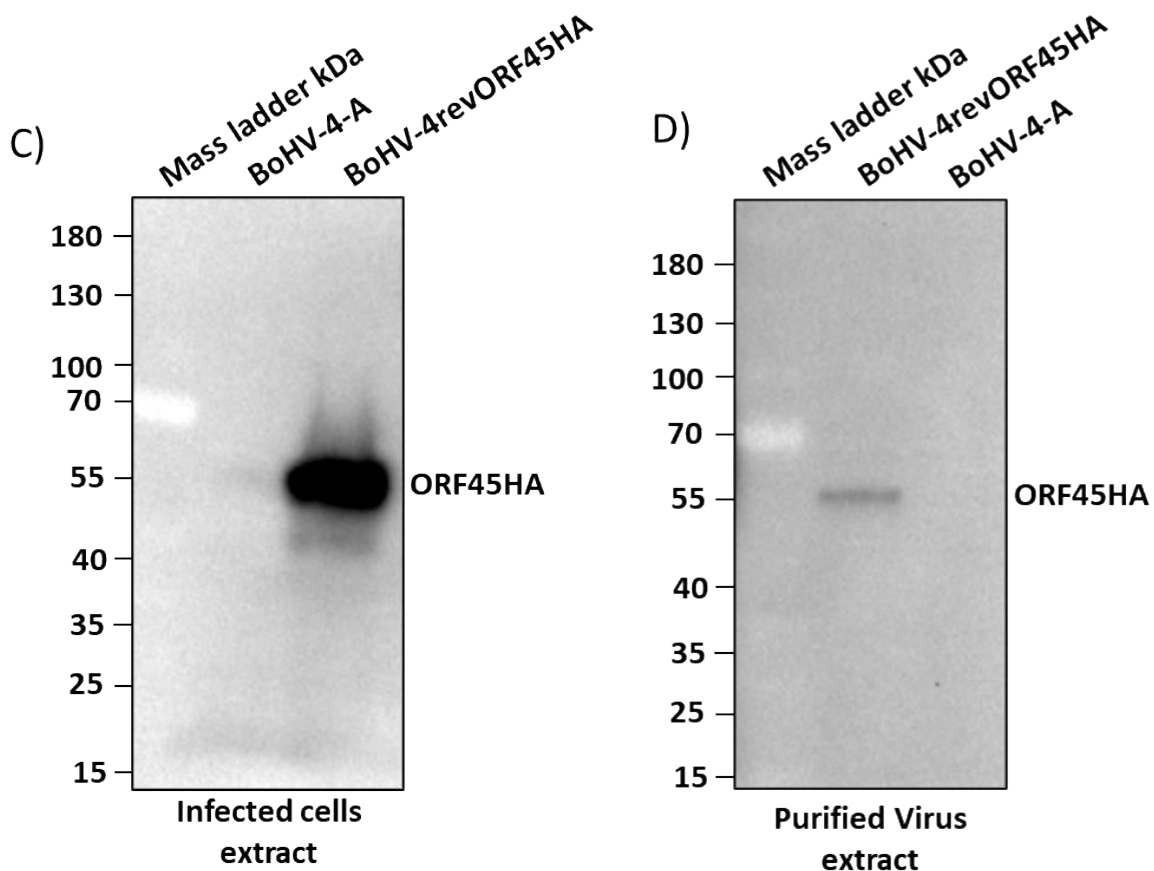 C)
Mass ladder kDa
BoHV-4-A
BoHV-4revORF45HA
180
130
100
70
55
40
35
25
15
ORF45HA
Infected cells
extract
D)
Mass ladder kDa
BoHV-4revORF45HA
BoHV-4-A
180
130
100
70
55
40
35
25
15
ORF45HA
Purified Virus
extract